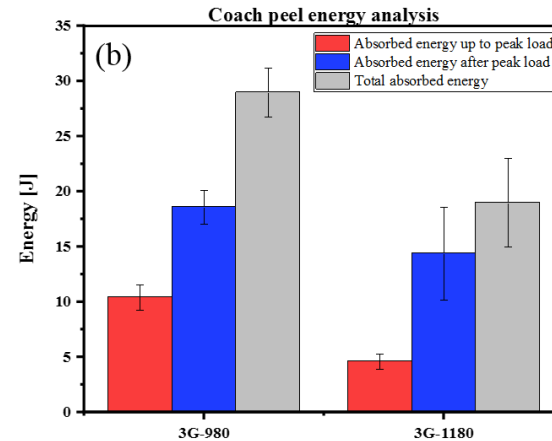 Coach peel energy analysis
(b)
Absorbed energy up to peak load
Absorbed energy after peak load
Total absorbed energy
Energy [J]
35
30
25
20
15
10
5
0
3G-980
3G-1180